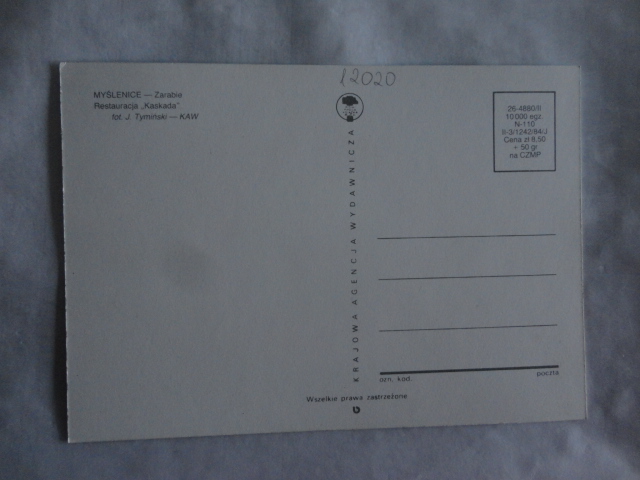 12020
MYŚLENICE — Zarabie
Restauracja „Kaskada”
fot. J. Tymiński — KAW
KRAJOWA AGENCJA WYDAWNICZA
26-4880/II
10 000 egz.
N-110
II-3/1242/84/J
Cena zł 8,50
+ 50 gr
na CZMP
ozn. kod.
poczta
Wszelkie prawa zastrzeżone